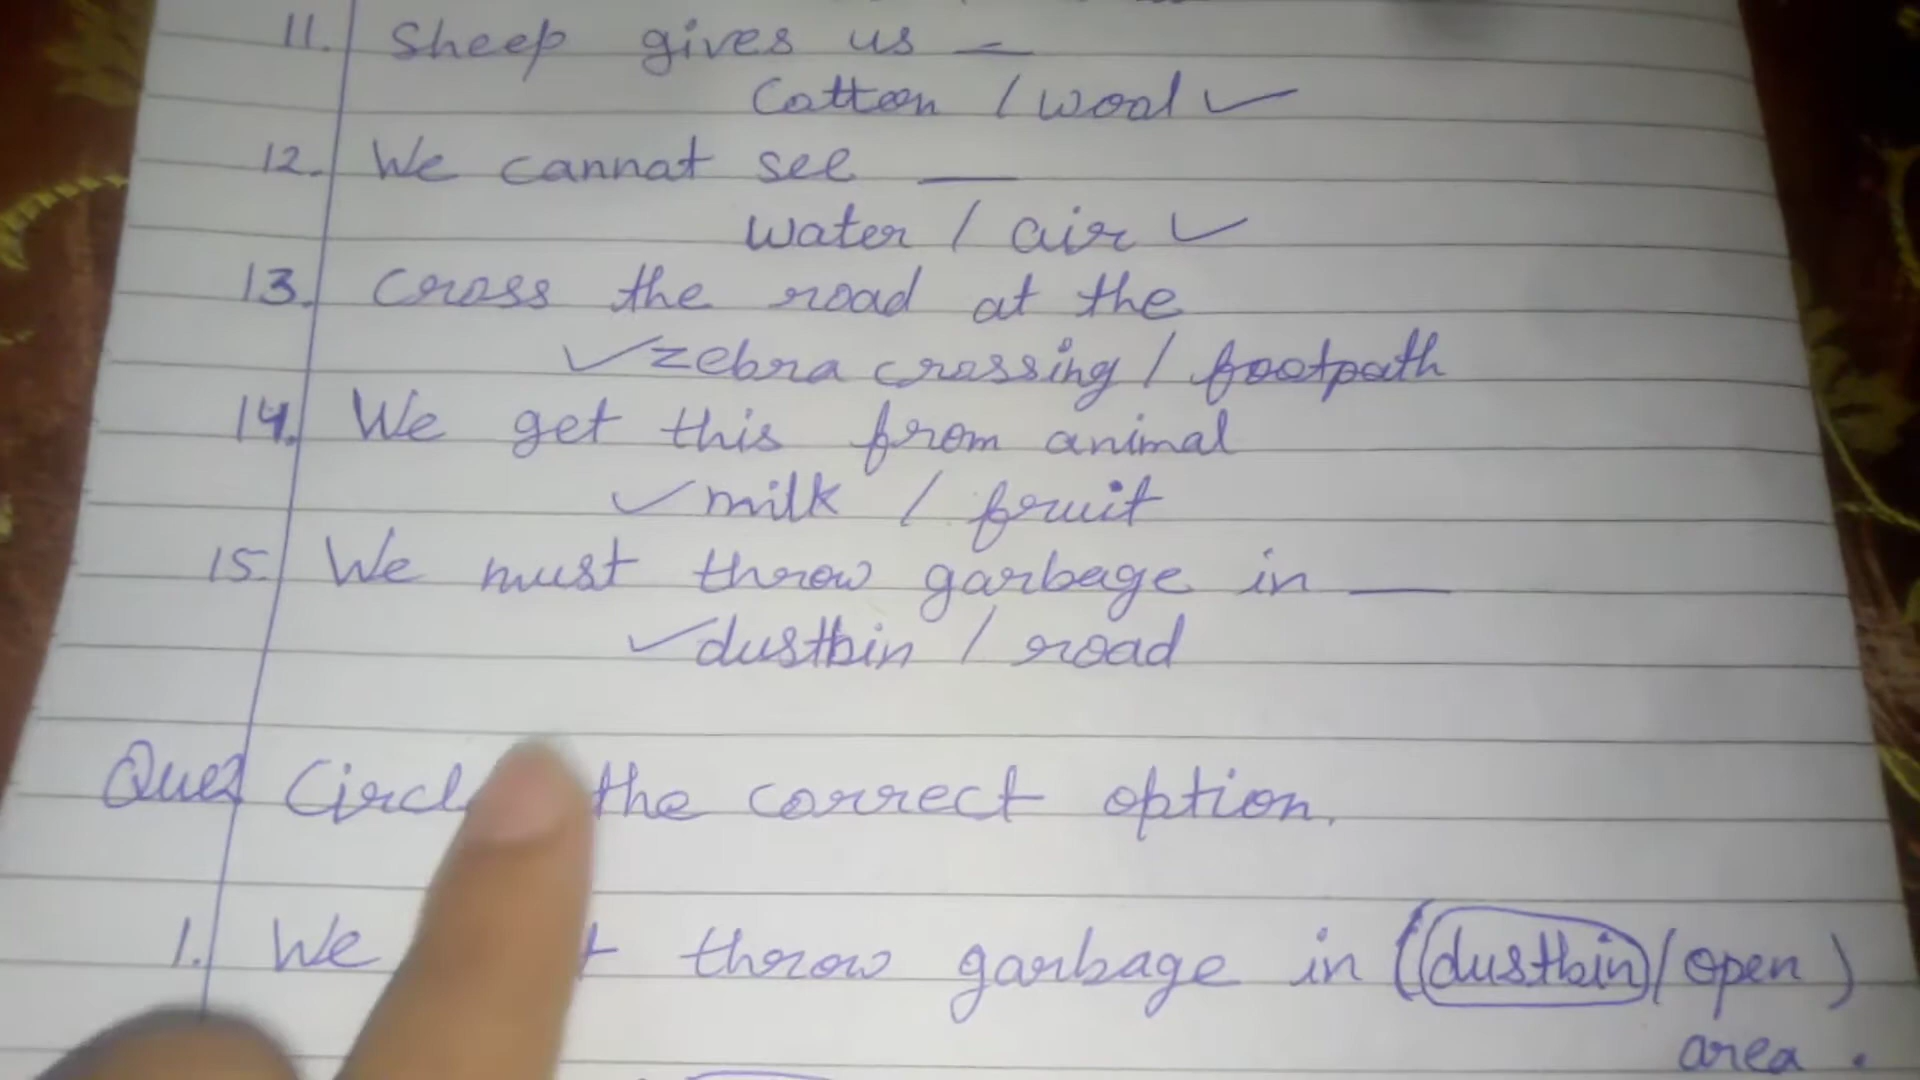 11. Sheep gives us —
Cotton / wool ✓
12. We cannot see —
water / air ✓
13. Cross the road at the
✓ zebra crossing / footpath
14. We get this from animal
✓ milk / fruit
15. We must throw garbage in —
✓ dustbin / road
Que2 the correct option.
1. We throw garbage in (dustbin / open)
area.